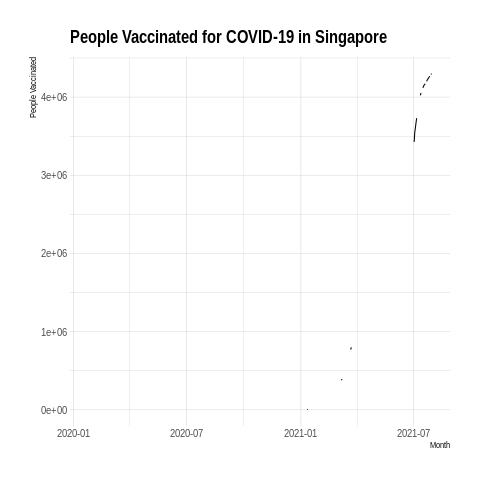 People Vaccinated for COVID-19 in Singapore
People Vaccinated
4e+06
3e+06
2e+06
1e+06
0e+00
2020-01 2020-07 2021-01 2021-07
Month